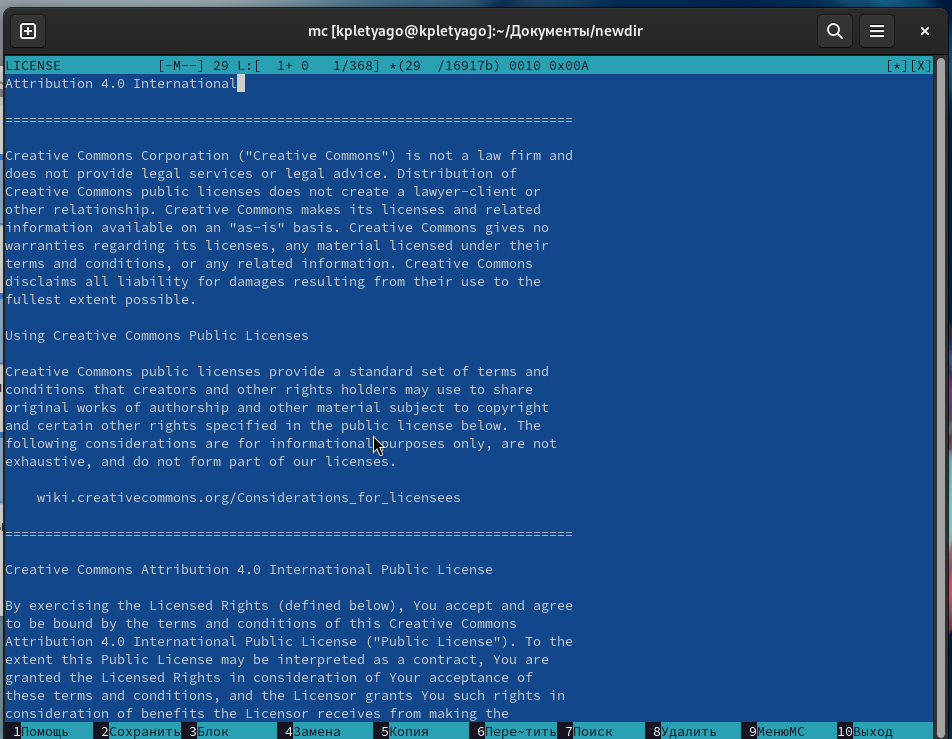 mc [kpletyago@kpletyago]:~/Документы/newdir
LICENSE [-M--] 29 L:[ 1+ 0 1/368] *(29 /16917b) 0010 0x00A [*][X]
Attribution 4.0 International
=======================================================================
Creative Commons Corporation ("Creative Commons") is not a law firm and
does not provide legal services or legal advice. Distribution of
Creative Commons public licenses does not create a lawyer-client or
other relationship. Creative Commons makes its licenses and related
information available on an "as-is" basis. Creative Commons gives no
warranties regarding its licenses, any material licensed under their
terms and conditions, or any related information. Creative Commons
disclaims all liability for damages resulting from their use to the
fullest extent possible.
Using Creative Commons Public Licenses
Creative Commons public licenses provide a standard set of terms and
conditions that creators and other rights holders may use to share
original works of authorship and other material subject to copyright
and certain other rights specified in the public license below. The
following considerations are for informational purposes only, are not
exhaustive, and do not form part of our licenses.
wiki.creativecommons.org/Considerations_for_licensees
=======================================================================
Creative Commons Attribution 4.0 International Public License
By exercising the Licensed Rights (defined below), You accept and agree
to be bound by the terms and conditions of this Creative Commons
Attribution 4.0 International Public License ("Public License"). To the
extent this Public License may be interpreted as a contract, You are
granted the Licensed Rights in consideration of Your acceptance of
these terms and conditions, and the Licensor grants You such rights in
consideration of benefits the Licensor receives from making the
1Помощь 2Сохранить 3Блок 4Замена 5Копия 6Пере~тить 7Поиск 8Удалить 9МенюMC 10Выход